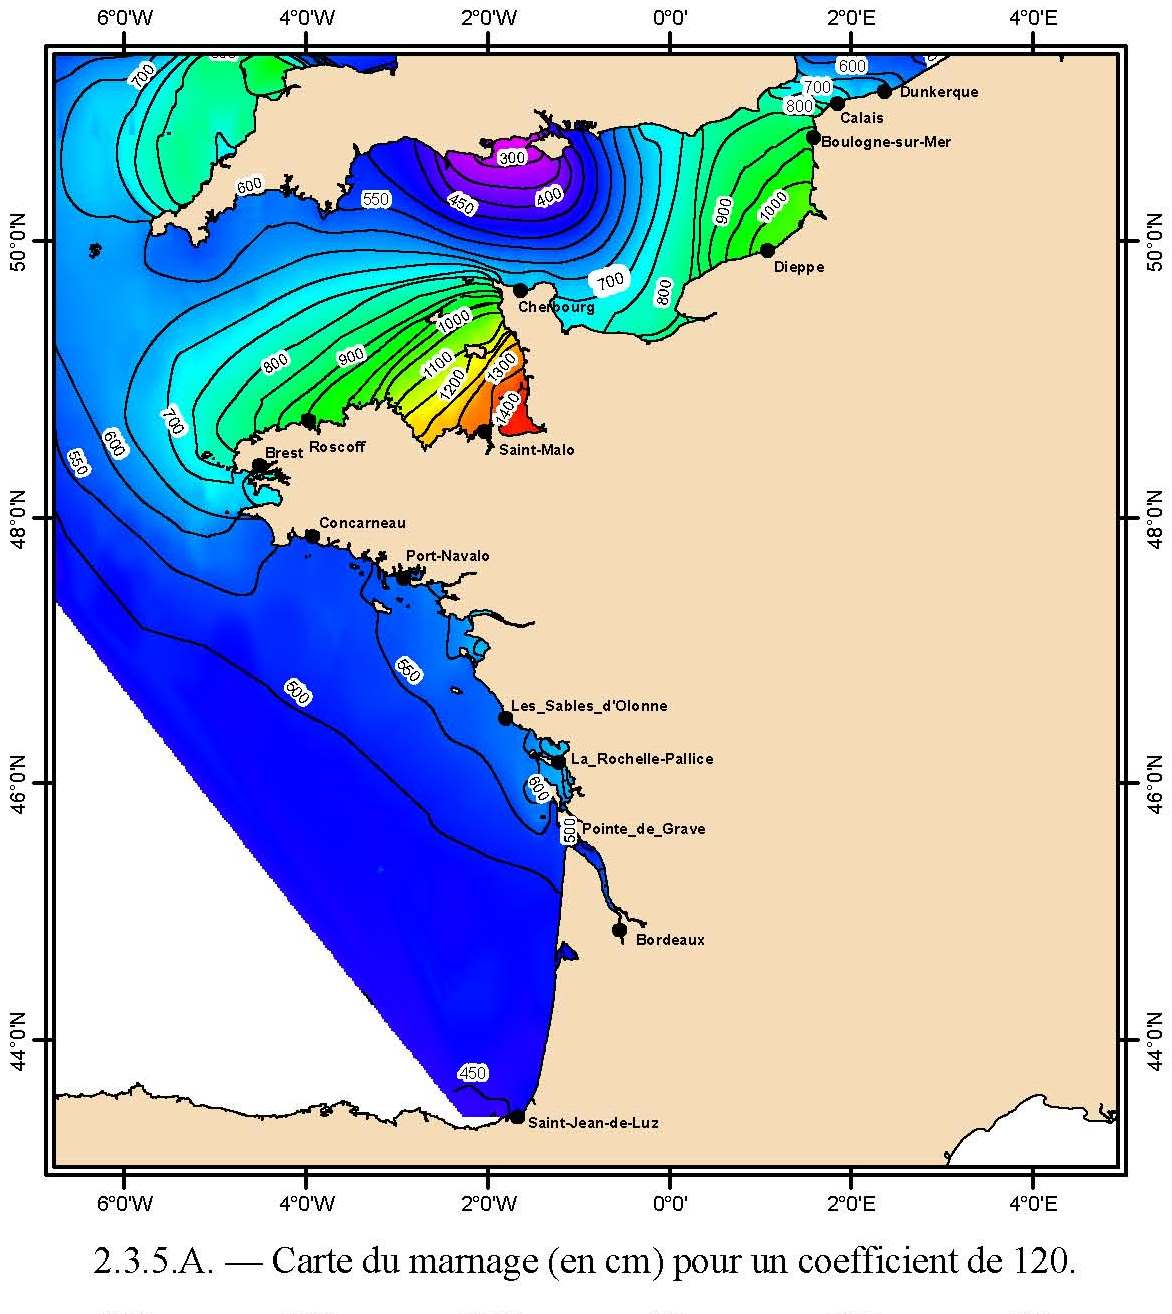 6°0'W 4°0'W 2°0'W 0°0' 2°0'E 4°0'E
700
600
700
800
Dunkerque
Calais
Boulogne-sur-Mer
300
600
550
450
400
900
1000
50°0'N
50°0'N
Dieppe
700
800
Cherbourg
1000
800
900
1100
1200
1300
1400
700
600
550
Roscoff
Brest
Saint-Malo
48°0'N
48°0'N
Concarneau
Port-Navalo
550
500
Les_Sables_d'Olonne
La_Rochelle-Pallice
46°0'N
46°0'N
600
500
Pointe_de_Grave
Bordeaux
44°0'N
44°0'N
450
Saint-Jean-de-Luz
6°0'W 4°0'W 2°0'W 0°0' 2°0'E 4°0'E
2.3.5.A. — Carte du marnage (en cm) pour un coefficient de 120.